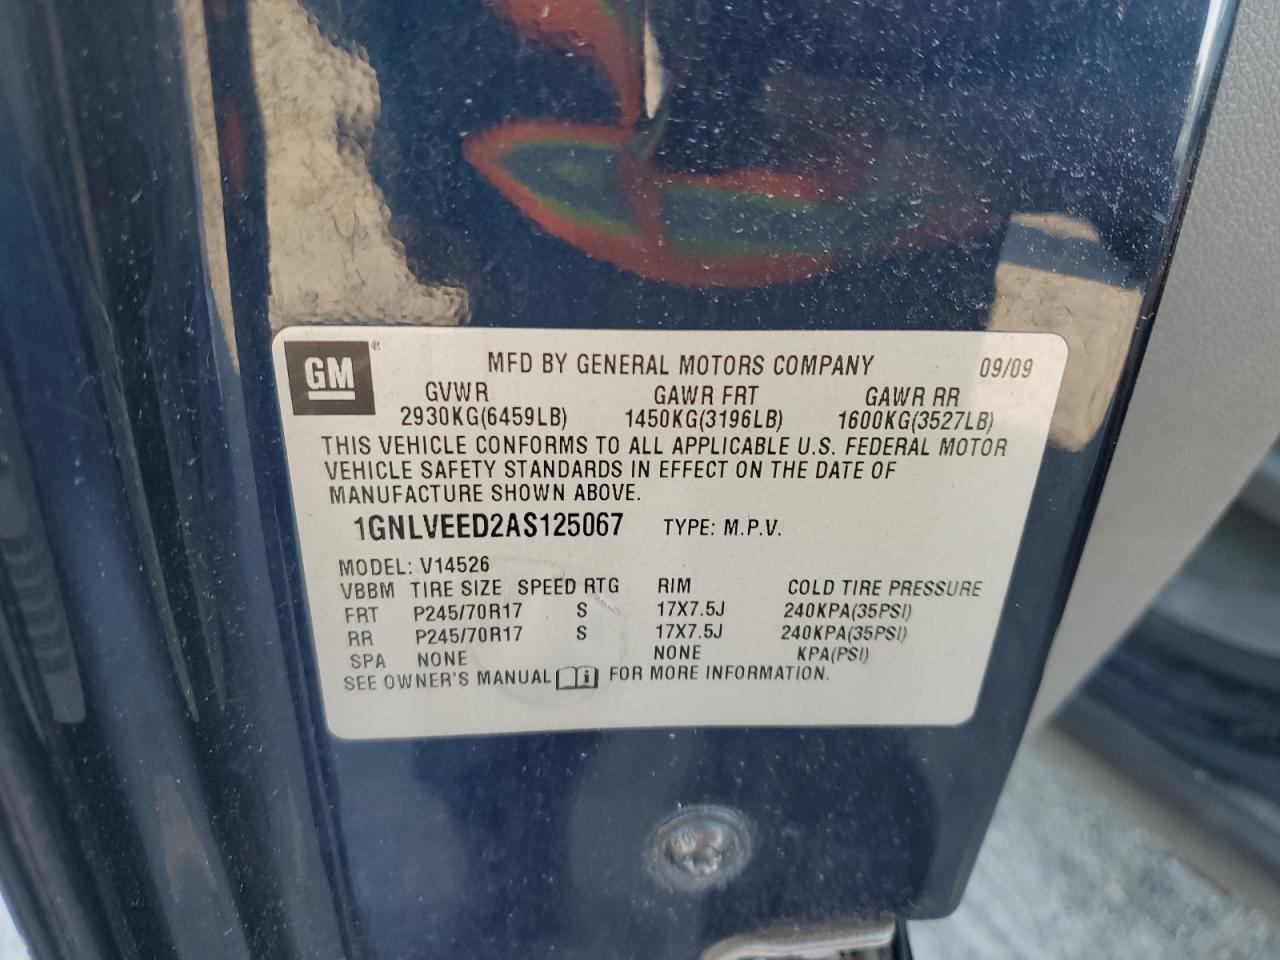 GM ® MFD BY GENERAL MOTORS COMPANY 09/09
GVWR GAWR FRT GAWR RR
2930KG(6459LB) 1450KG(3196LB) 1600KG(3527LB)
THIS VEHICLE CONFORMS TO ALL APPLICABLE U.S. FEDERAL MOTOR
VEHICLE SAFETY STANDARDS IN EFFECT ON THE DATE OF
MANUFACTURE SHOWN ABOVE.
1GNLVEED2AS125067 TYPE: M.P.V.
MODEL: V14526
VBBM TIRE SIZE SPEED RTG RIM COLD TIRE PRESSURE
FRT P245/70R17 S 17X7.5J 240KPA(35PSI)
RR P245/70R17 S 17X7.5J 240KPA(35PSI)
SPA NONE NONE KPA(PSI)
SEE OWNER'S MANUAL i FOR MORE INFORMATION.